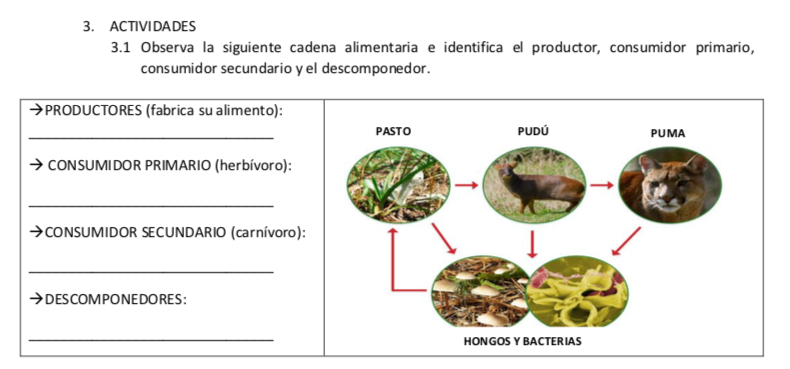 3. ACTIVIDADES
3.1 Observa la siguiente cadena alimentaria e identifica el productor, consumidor primario,
consumidor secundario y el descomponedor.
→PRODUCTORES (fabrica su alimento):
→ CONSUMIDOR PRIMARIO (herbívoro):
→CONSUMIDOR SECUNDARIO (carnívoro):
→DESCOMPONEDORES:
PASTO
PUDÚ
PUMA
HONGOS Y BACTERIAS